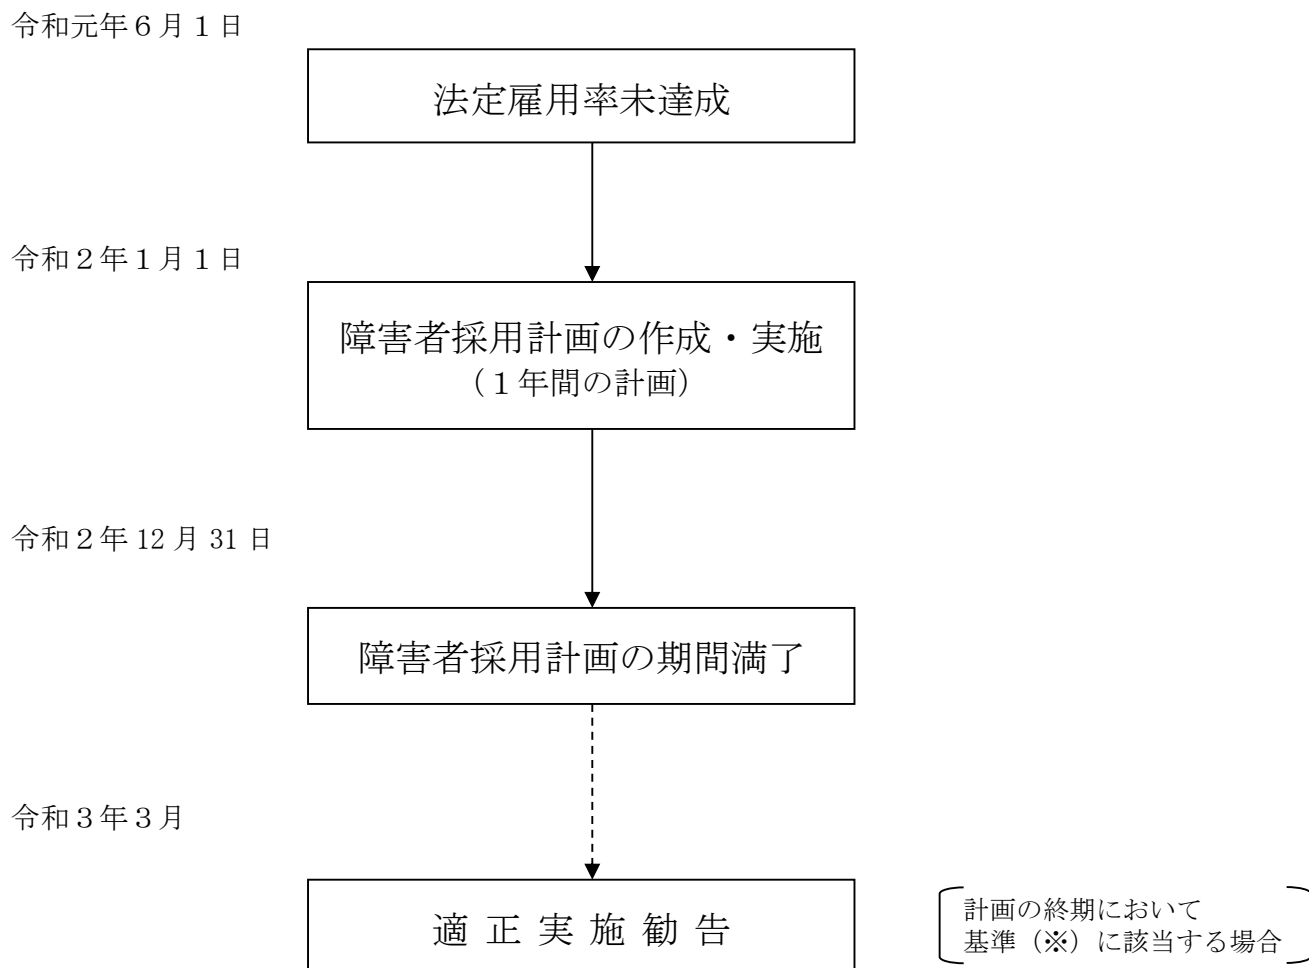 令和元年６月１日
法定雇用率未達成
令和２年１月１日
障害者採用計画の作成・実施
（１年間の計画）
令和２年 12 月 31 日
障害者採用計画の期間満了
令和３年３月
適 正 実 施 勧 告
計画の終期において
基準（※）に該当する場合